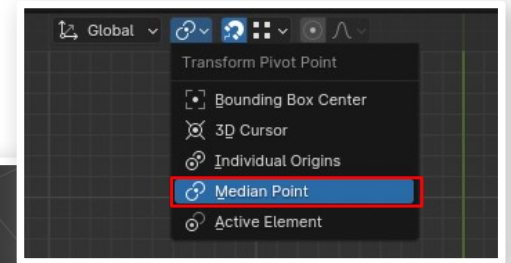 Global
Transform Pivot Point
Bounding Box Center
3D Cursor
Individual Origins
Median Point
Active Element